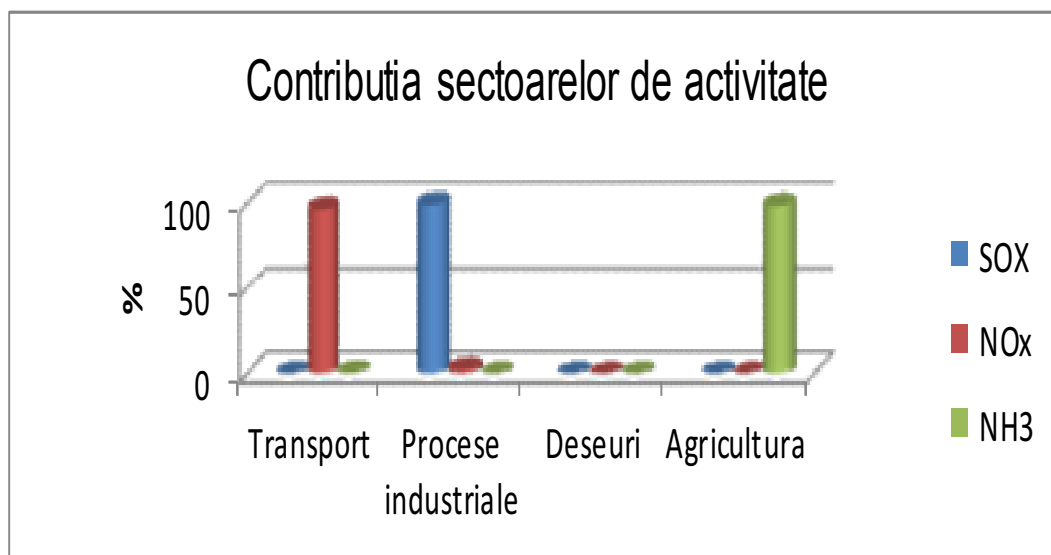 Contributia sectoarelor de activitate
100
50
0
%
Transport
Procese
industriale
Deseuri
Agricultura
SOX
NOx
NH3